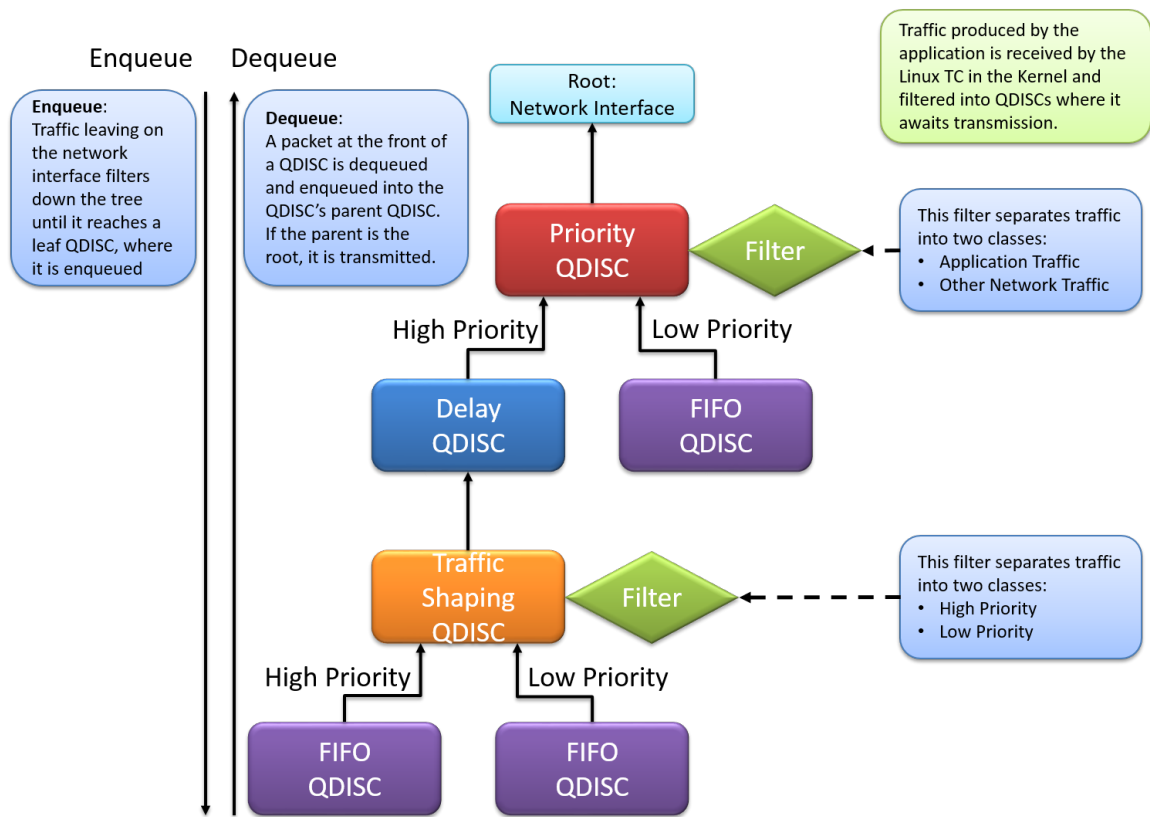 Enqueue
Dequeue
Enqueue:
Traffic leaving on
the network
interface filters
down the tree
until it reaches a
leaf QDISC, where
it is enqueued
Dequeue:
A packet at the front of
a QDISC is dequeued
and enqueued into the
QDISC's parent QDISC.
If the parent is the
root, it is transmitted.
Root:
Network Interface
Traffic produced by the
application is received by the
Linux TC in the Kernel and
filtered into QDISCs where it
awaits transmission.
Priority
QDISC
Filter
This filter separates traffic
into two classes:
• Application Traffic
• Other Network Traffic
High Priority
Low Priority
Delay
QDISC
FIFO
QDISC
Traffic
Shaping
QDISC
Filter
This filter separates traffic
into two classes:
• High Priority
• Low Priority
High Priority
Low Priority
FIFO
QDISC
FIFO
QDISC